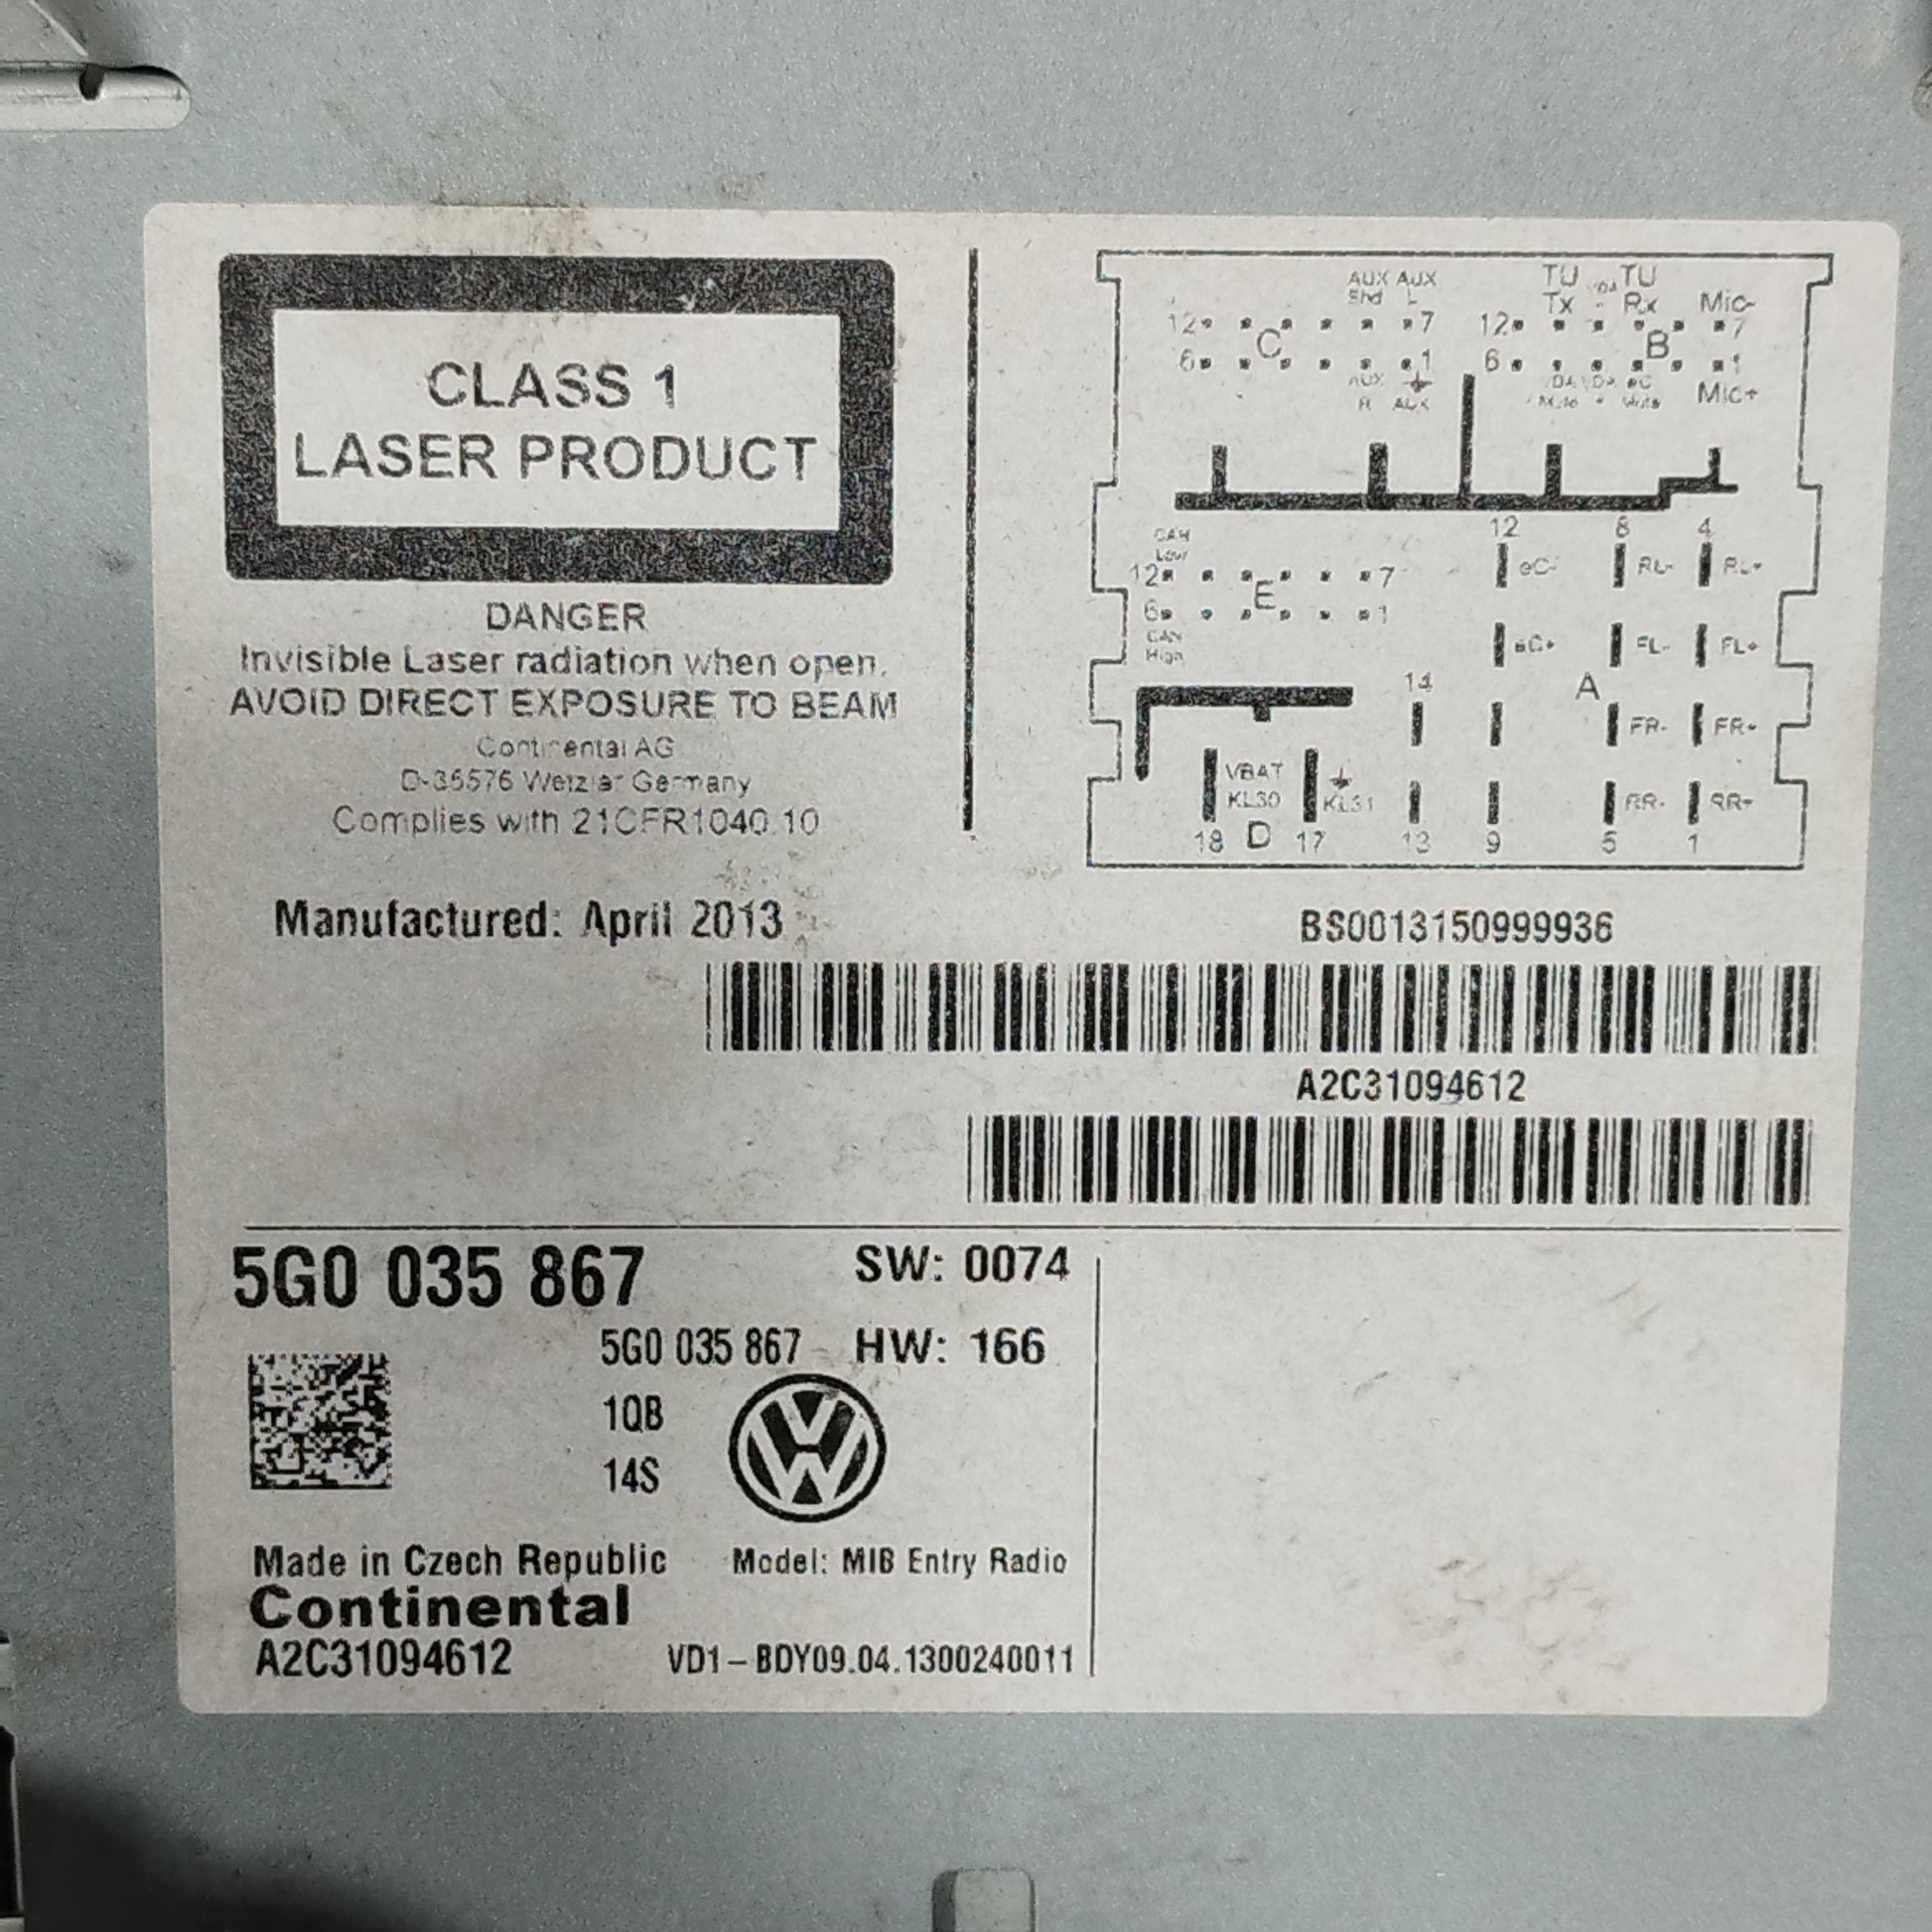 CLASS 1
LASER PRODUCT
DANGER
Invisible Laser radiation when open.
AVOID DIRECT EXPOSURE TO BEAM
Continental AG
D-35576 Wetzlar Germany
Complies with 21CFR1040.10
AUX AUX
Shd L
12 7
C
6 1
AUX
R AUX
TU TU
Tx Rx Mic-
12 7
B
6 1
Mic+
CAN
Low
12 7
E
6 1
CAN
High
12 8 4
eC- RL- RL+
eC+ FL- FL+
14 A
FR- FR+
VBAT
KL30 KL31 RR- RR+
18 D 17 13 9 5 1
Manufactured: April 2013
BS0013150999936
A2C31094612
5G0 035 867 SW: 0074
5G0 035 867 HW: 166
1QB
14S
Made in Czech Republic Model: MIB Entry Radio
Continental
A2C31094612 VD1-BDY09.04.1300240011